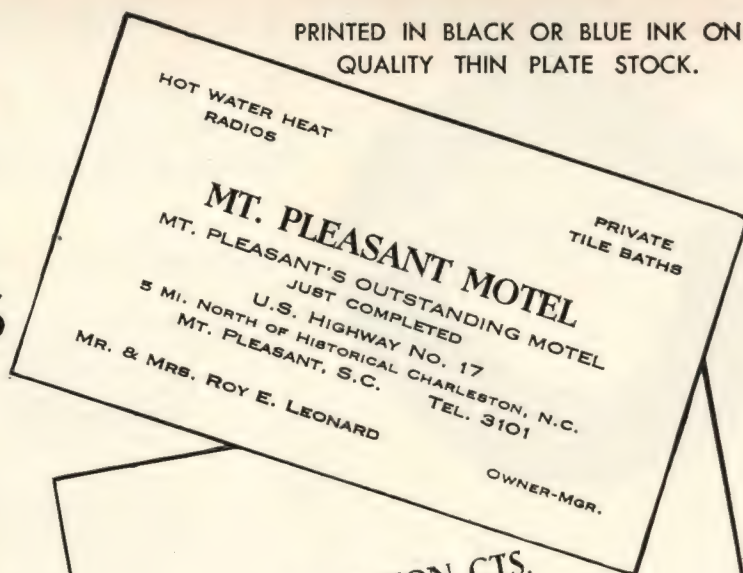 PRINTED IN BLACK OR BLUE INK ON
QUALITY THIN PLATE STOCK.
HOT WATER HEAT
RADIOS
PRIVATE
TILE BATHS
MT. PLEASANT MOTEL
MT. PLEASANT'S OUTSTANDING MOTEL
JUST COMPLETED
U.S. HIGHWAY NO. 17
5 MI. NORTH OF HISTORICAL CHARLESTON, N.C.
MT. PLEASANT, S.C. TEL. 3101
MR. & MRS. ROY E. LEONARD
OWNER-MGR.
CTS.